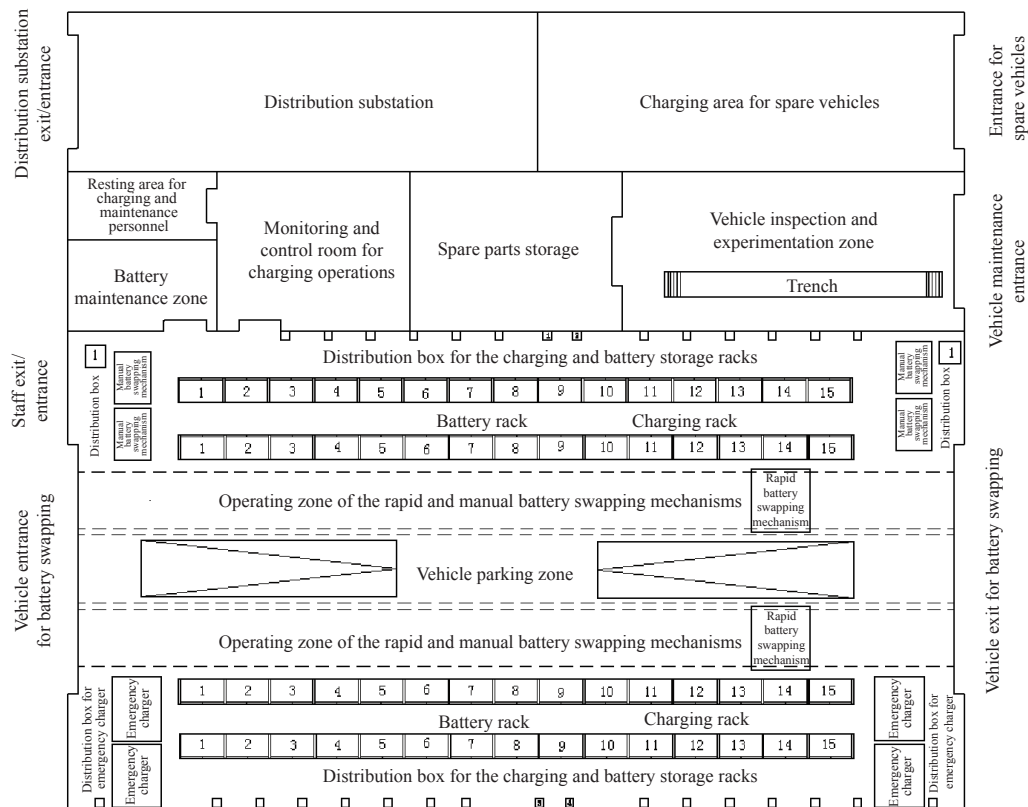 Distribution substation
exit/entrance
Distribution substation
Charging area for spare vehicles
Entrance for
spare vehicles
Resting area for
charging and
maintenance
personnel
Monitoring and
control room for
charging operations
Spare parts storage
Vehicle inspection and
experimentation zone
Trench
Battery
maintenance zone
Vehicle maintenance
entrance
1 2
Staff exit/
entrance
1
Distribution box
Manual
battery
swapping
mechanism
Manual
battery
swapping
mechanism
Distribution box for the charging and battery storage racks
1 2 3 4 5 6 7 8 9 10 11 12 13 14 15
Battery rack
Charging rack
1 2 3 4 5 6 7 8 9 10 11 12 13 14 15
Manual
battery
swapping
mechanism
Manual
battery
swapping
mechanism
1
Distribution box
Vehicle entrance
for battery swapping
Operating zone of the rapid and manual battery swapping mechanisms
Rapid
battery
swapping
mechanism
Vehicle parking zone
Operating zone of the rapid and manual battery swapping mechanisms
Rapid
battery
swapping
mechanism
Vehicle exit for battery swapping
Distribution box for
emergency charger
Emergency
charger
Emergency
charger
1 2 3 4 5 6 7 8 9 10 11 12 13 14 15
Battery rack
Charging rack
1 2 3 4 5 6 7 8 9 10 11 12 13 14 15
Distribution box for the charging and battery storage racks
Emergency
charger
Emergency
charger
Distribution box for
emergency charger